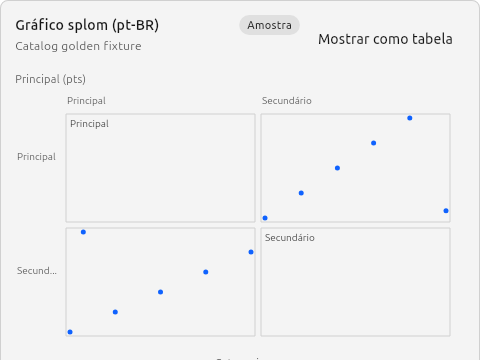 Gráfico splom (pt-BR)
Amostra
Mostrar como tabela
Catalog golden fixture
Principal (pts)
Principal
Secundário
Principal
Principal
Secund...
Secundário